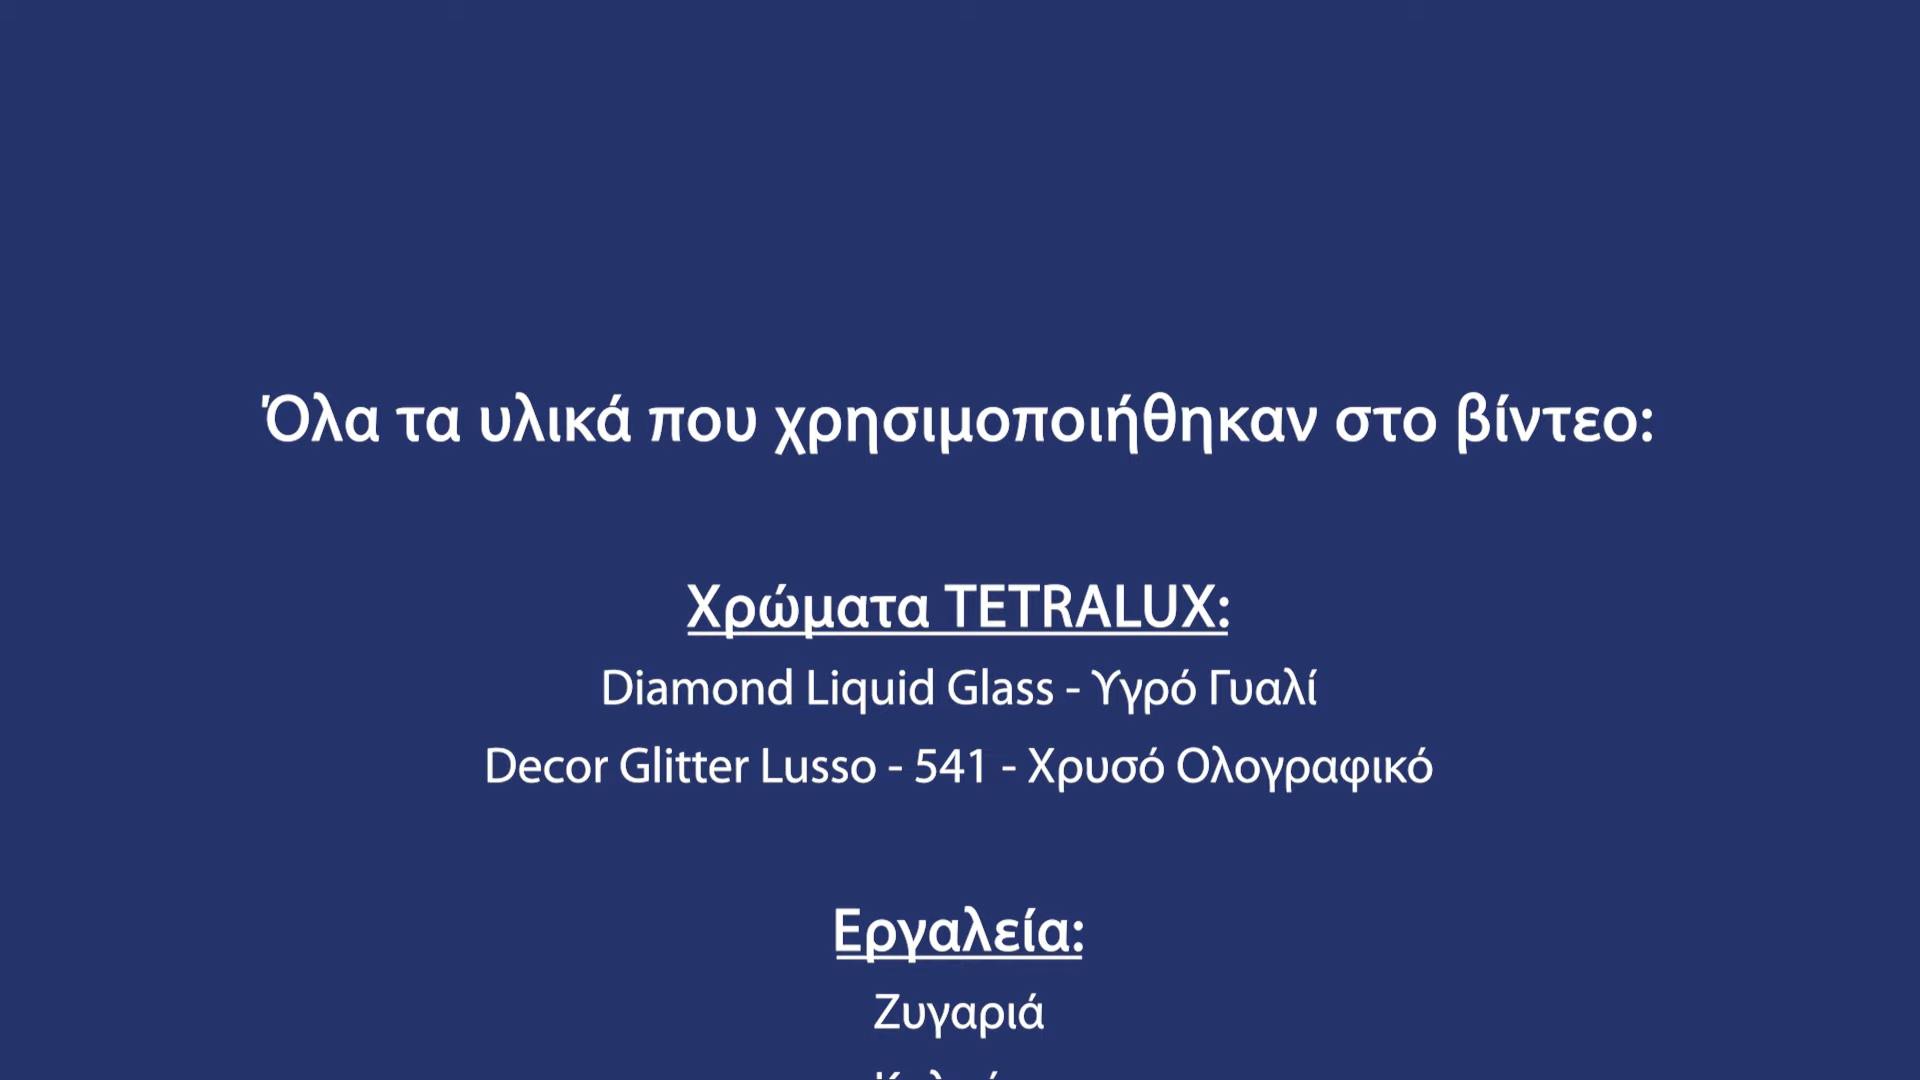 Όλα τα υλικά που χρησιμοποιήθηκαν στο βίντεο:
Χρώματα TETRALUX:
Diamond Liquid Glass - Υγρό Γυαλί
Decor Glitter Lusso - 541 - Χρυσό Ολογραφικό
Εργαλεία:
Ζυγαριά